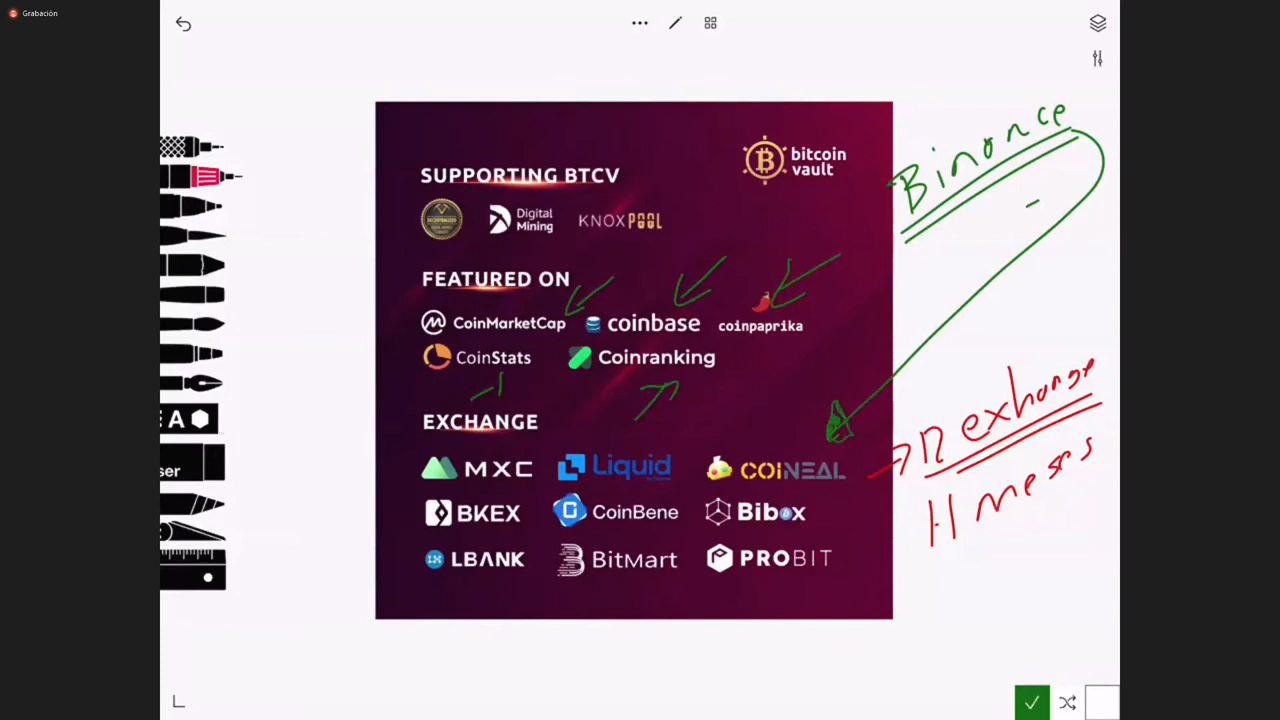 Grabación
bitcoin
vault
SUPPORTING BTCV
Digital
Mining
KNOXPOOL
FEATURED ON
CoinMarketCap coinbase coinpaprika
CoinStats Coinranking
EXCHANGE
MXC Liquid COINEAL
BKEX CoinBene Bibox
LBANK BitMart PROBIT
Binance
12 exhange
11 meses
A
ser